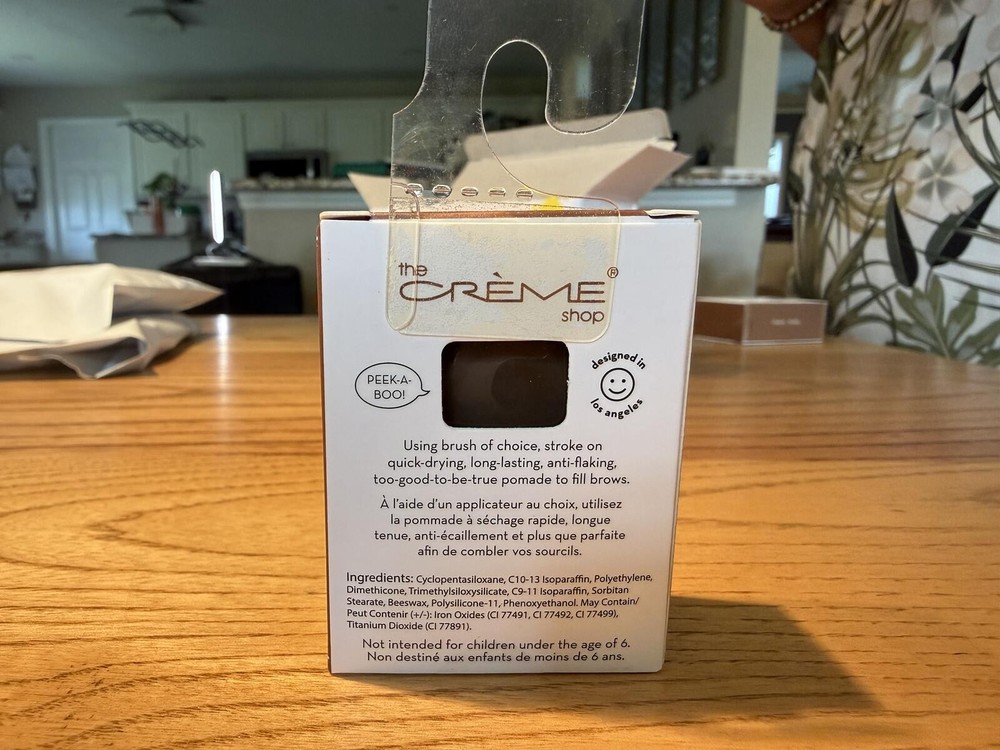 the
CRÈME®
shop
PEEK-A-
BOO!
designed in
los angeles
Using brush of choice, stroke on
quick-drying, long-lasting, anti-flaking,
too-good-to-be-true pomade to fill brows.
À l'aide d'un applicateur au choix, utilisez
la pommade à séchage rapide, longue
tenue, anti-écaillement et plus que parfaite
afin de combler vos sourcils.
Ingredients: Cyclopentasiloxane, C10-13 Isoparaffin, Polyethylene,
Dimethicone, Trimethylsiloxysilicate, C9-11 Isoparaffin, Sorbitan
Stearate, Beeswax, Polysilicone-11, Phenoxyethanol. May Contain/
Peut Contenir (+/-): Iron Oxides (CI 77491, CI 77492, CI 77499),
Titanium Dioxide (CI 77891).
Not intended for children under the age of 6.
Non destiné aux enfants de moins de 6 ans.